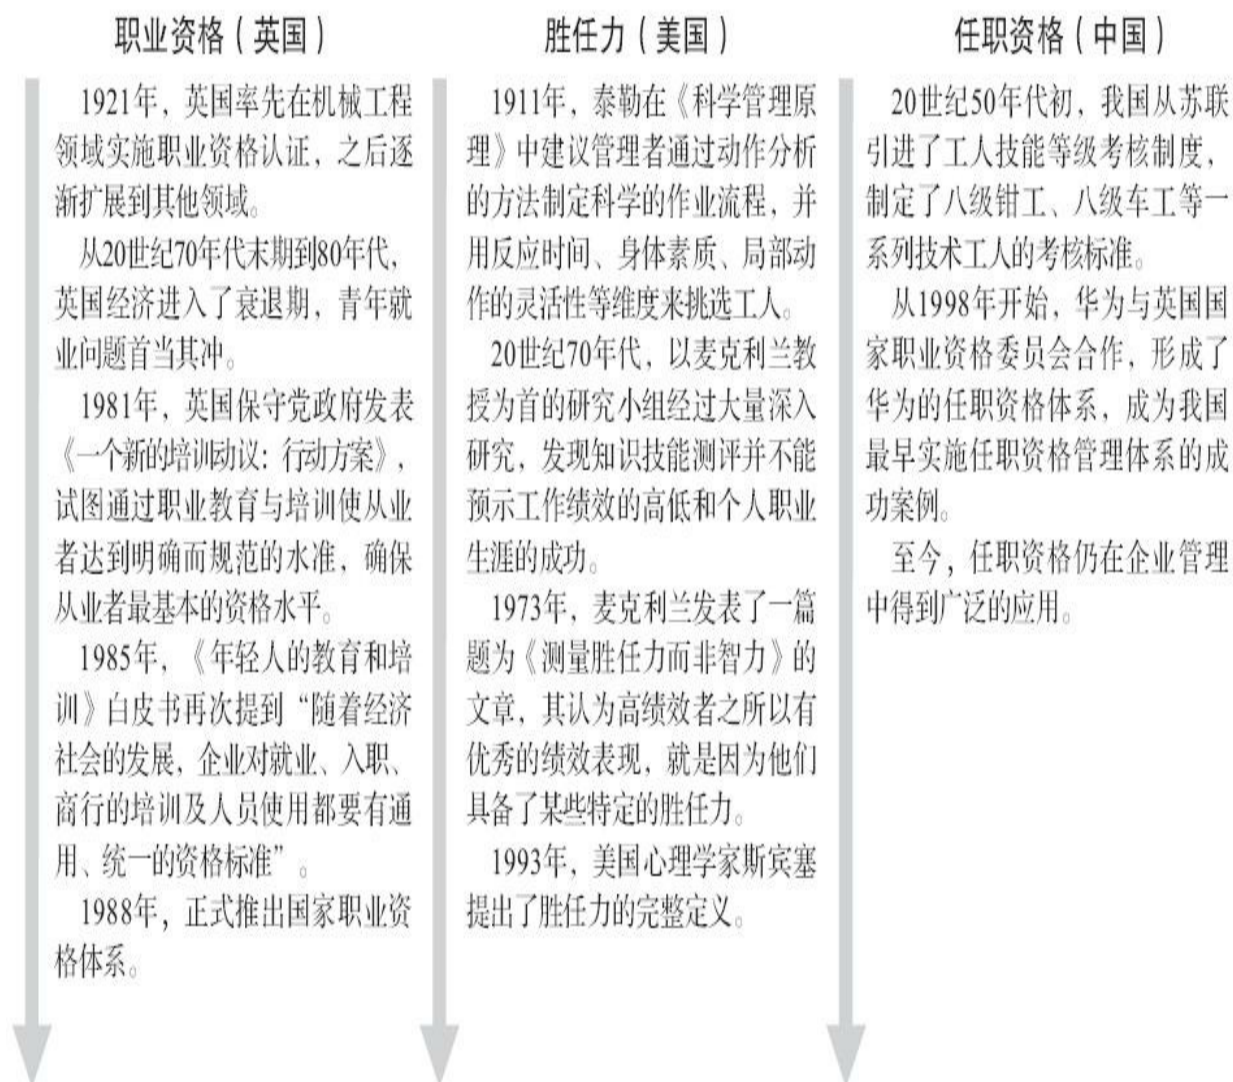 职业资格（英国）
1921年，英国率先在机械工程
领域实施职业资格认证，之后逐
渐扩展到其他领域。
从20世纪70年代末期到80年代，
英国经济进入了衰退期，青年就
业问题首当其冲。
1981年，英国保守党政府发表
《一个新的培训动议：行动方案》，
试图通过职业教育与培训使从业
者达到明确而规范的水准，确保
从业者最基本的资格水平。
1985年，《年轻人的教育和培
训》白皮书再次提到“随着经济
社会的发展，企业对就业、入职、
商行的培训及人员使用都要有通
用、统一的资格标准”。
1988年，正式推出国家职业资
格体系。
胜任力（美国）
1911年，泰勒在《科学管理原
理》中建议管理者通过动作分析
的方法制定科学的作业流程，并
用反应时间、身体素质、局部动
作的灵活性等维度来挑选工人。
20世纪70年代，以麦克利兰教
授为首的研究小组经过大量深入
研究，发现知识技能测评并不能
预示工作绩效的高低和个人职业
生涯的成功。
1973年，麦克利兰发表了一篇
题为《测量胜任力而非智力》的
文章，其认为高绩效者之所以有
优秀的绩效表现，就是因为他们
具备了某些特定的胜任力。
1993年，美国心理学家斯宾塞
提出了胜任力的完整定义。
任职资格（中国）
20世纪50年代初，我国从苏联
引进了工人技能等级考核制度，
制定了八级钳工、八级车工等一
系列技术工人的考核标准。
从1998年开始，华为与英国国
家职业资格委员会合作，形成了
华为的任职资格体系，成为我国
最早实施任职资格管理体系的成
功案例。
至今，任职资格仍在企业管理
中得到广泛的应用。